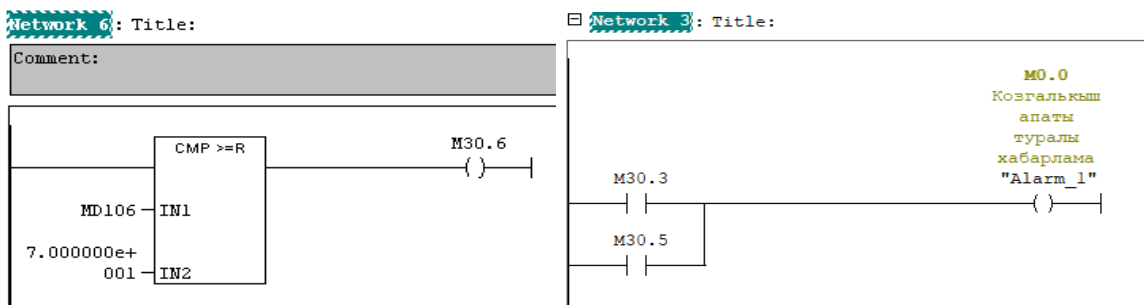 Network 6: Title:
Comment:
CMP >=R
M30.6
( )
MD106
IN1
7.000000e+
001
IN2
Network 3: Title:
M0.0
Козгалыкыш
апаты
туралы
хабарлама
"Alarm_1"
M30.3
( )
M30.5